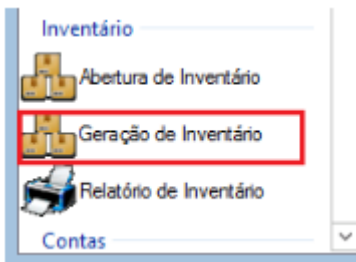 Inventário
Abertura de Inventário
Geração de Inventário
Relatório de Inventário
Contas